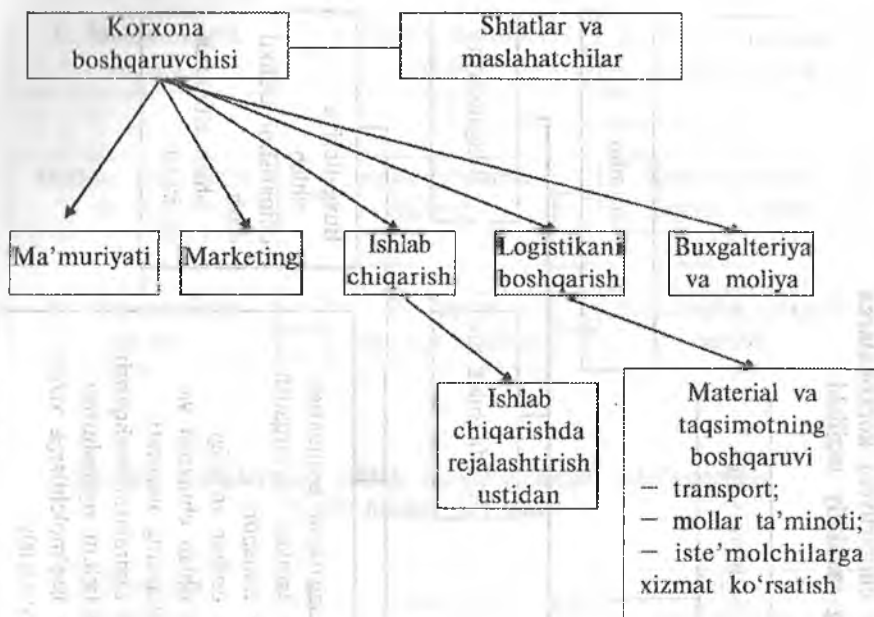 Korxona
boshqaruvchisi
Shtatlar va
maslahatchilar
Ma'muriyati
Marketing
Ishlab
chiqarish
Logistikani
boshqarish
Buxgalteriya
va moliya
Ishlab
chiqarishda
rejalashtirish
ustidan
Material va
taqsimotning
boshqaruvi
— transport;
— mollar ta'minoti;
— iste'molchilarga
xizmat ko‘rsatish